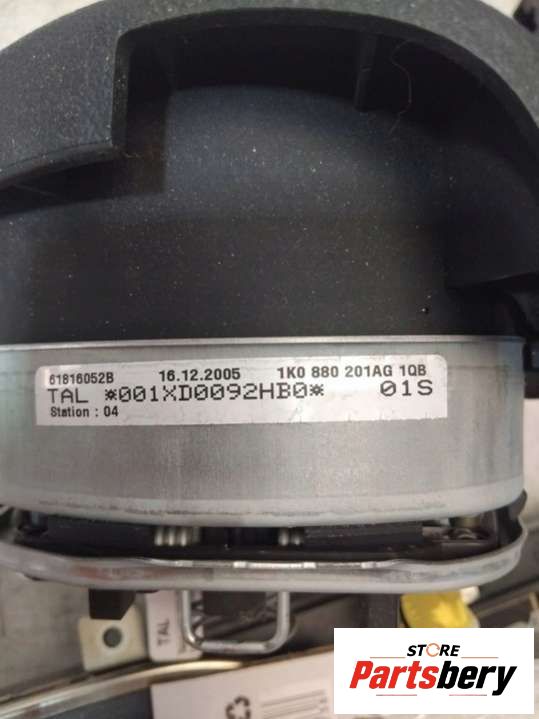 61816052B 16.12.2005 1K0 880 201AG 1QB
TAL *001XD0092HB0* 01S
Station : 04
TAL
STORE
Partsbery